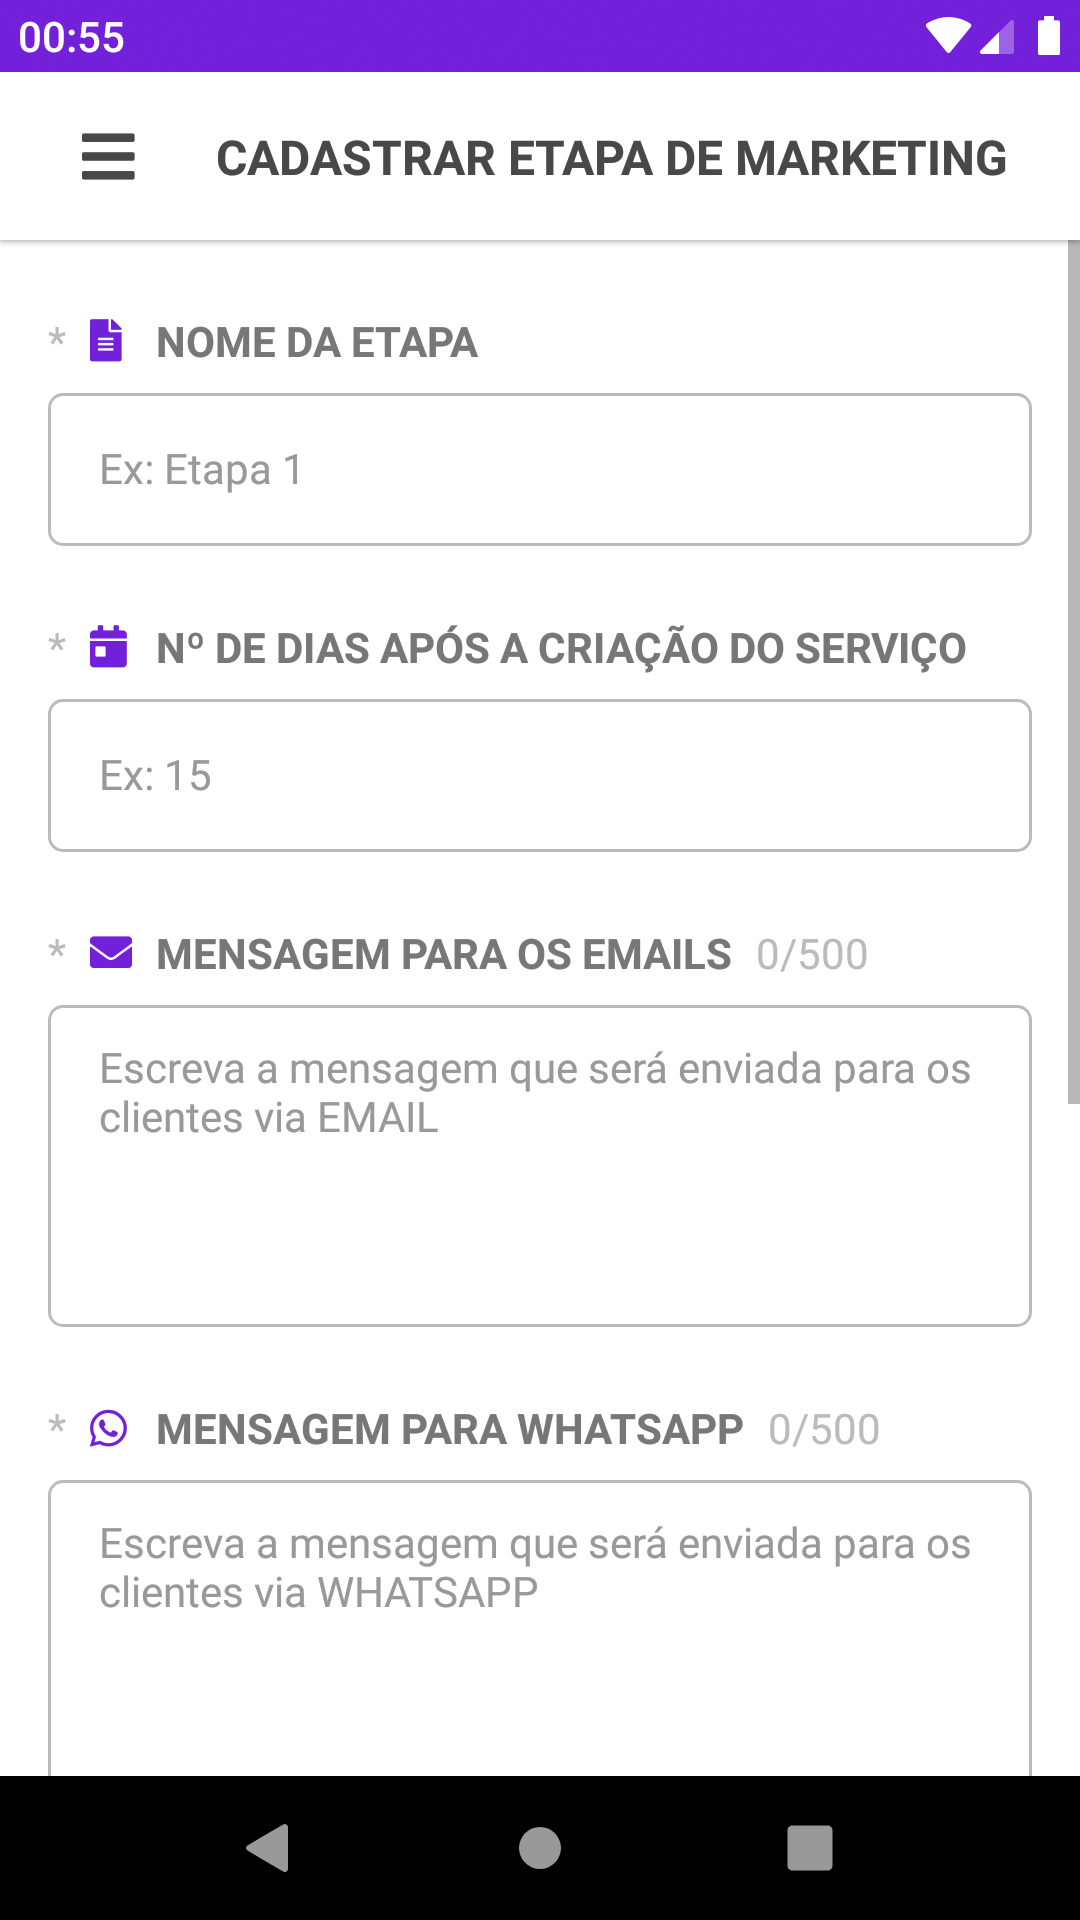 00:55
CADASTRAR ETAPA DE MARKETING
* NOME DA ETAPA
Ex: Etapa 1
* Nº DE DIAS APÓS A CRIAÇÃO DO SERVIÇO
Ex: 15
* MENSAGEM PARA OS EMAILS 0/500
Escreva a mensagem que será enviada para os
clientes via EMAIL
* MENSAGEM PARA WHATSAPP 0/500
Escreva a mensagem que será enviada para os
clientes via WHATSAPP